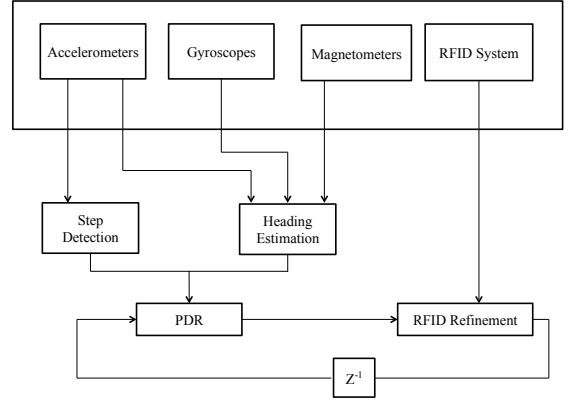 Accelerometers
Gyroscopes
Magnetometers
RFID System
Step
Detection
Heading
Estimation
PDR
RFID Refinement
Z⁻¹